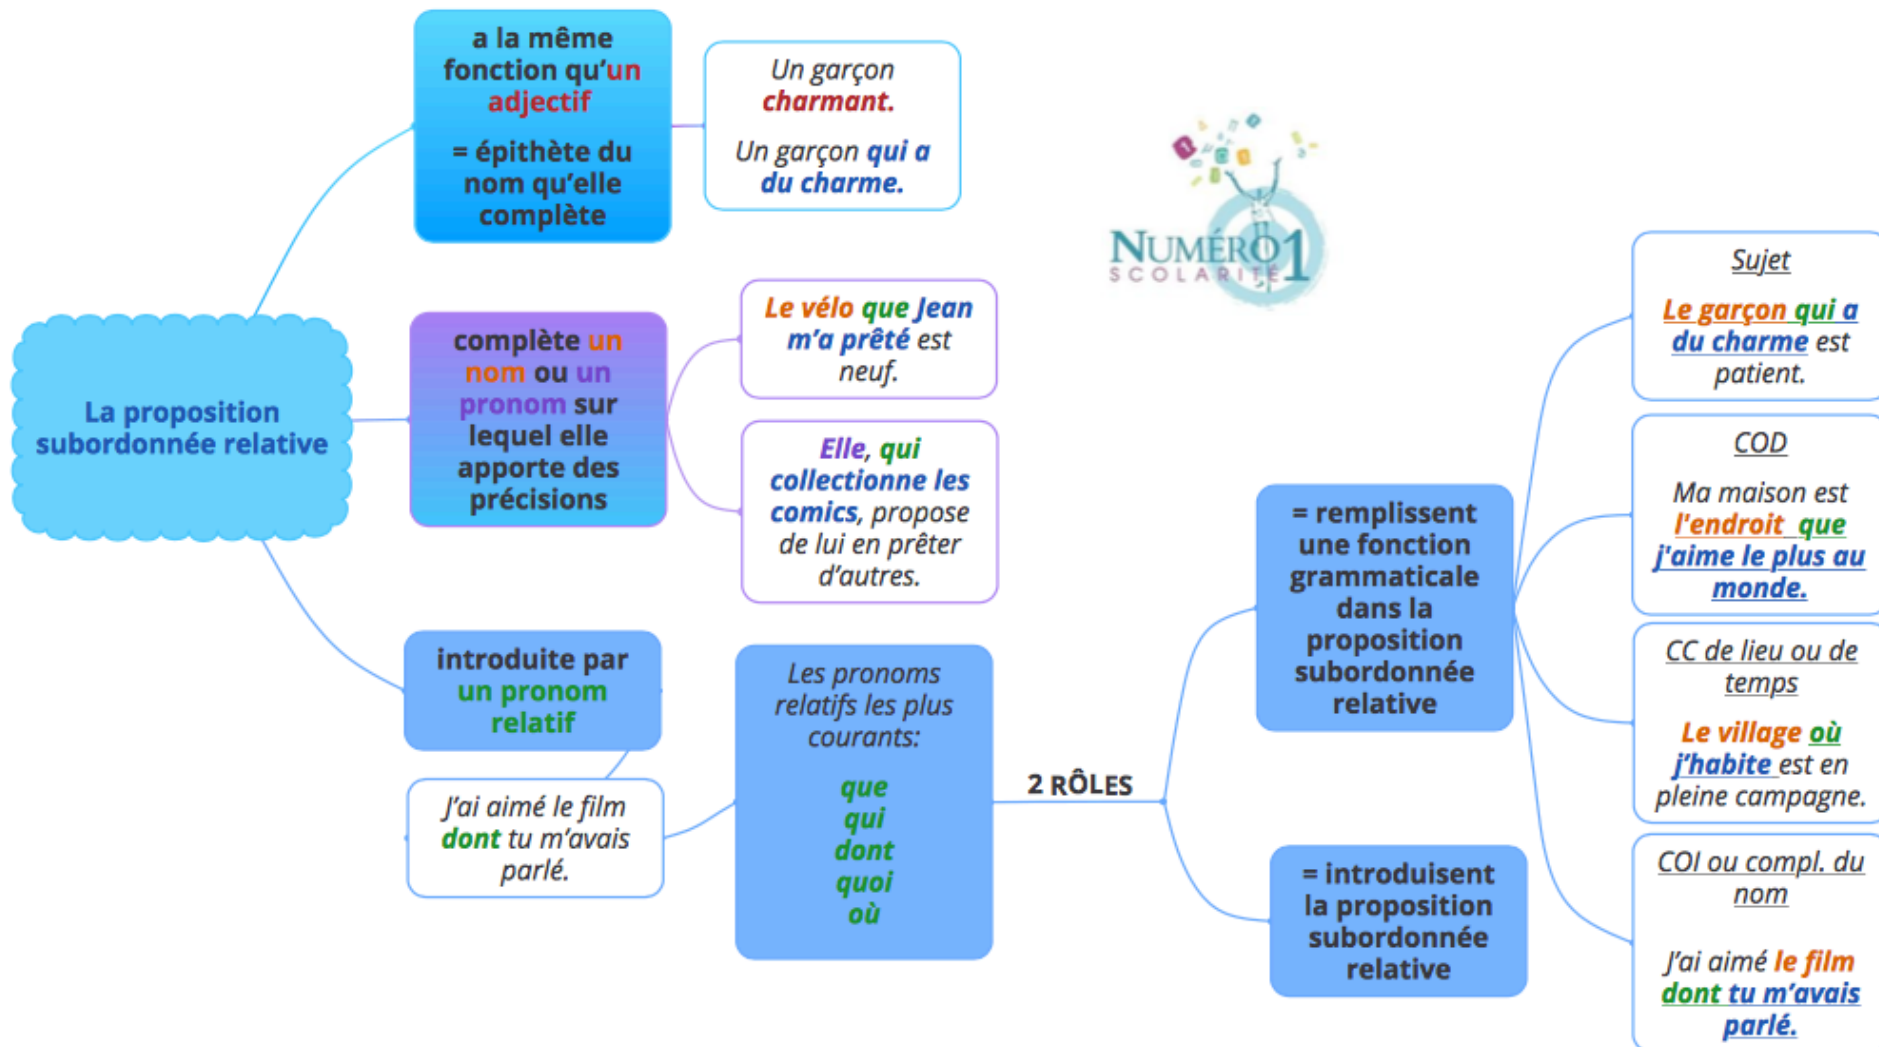 La proposition
subordonnée relative
a la même
fonction qu'un
adjectif
= épithète du
nom qu'elle
complète
Un garçon
charmant.
Un garçon qui a
du charme.
complète un
nom ou un
pronom sur
lequel elle
apporte des
précisions
Le vélo que Jean
m'a prêté est
neuf.
Elle, qui
collectionne les
comics, propose
de lui en prêter
d'autres.
introduite par
un pronom
relatif
J'ai aimé le film
dont tu m'avais
parlé.
Les pronoms
relatifs les plus
courants:
que
qui
dont
quoi
où
2 RÔLES
= remplissent
une fonction
grammaticale
dans la
proposition
subordonnée
relative
Sujet
Le garçon qui a
du charme est
patient.
COD
Ma maison est
l'endroit que
j'aime le plus au
monde.
CC de lieu ou de
temps
Le village où
j'habite est en
pleine campagne.
COI ou compl. du
nom
J'ai aimé le film
dont tu m'avais
parlé.
= introduisent
la proposition
subordonnée
relative
NUMÉRO1
SCOLARITÉ